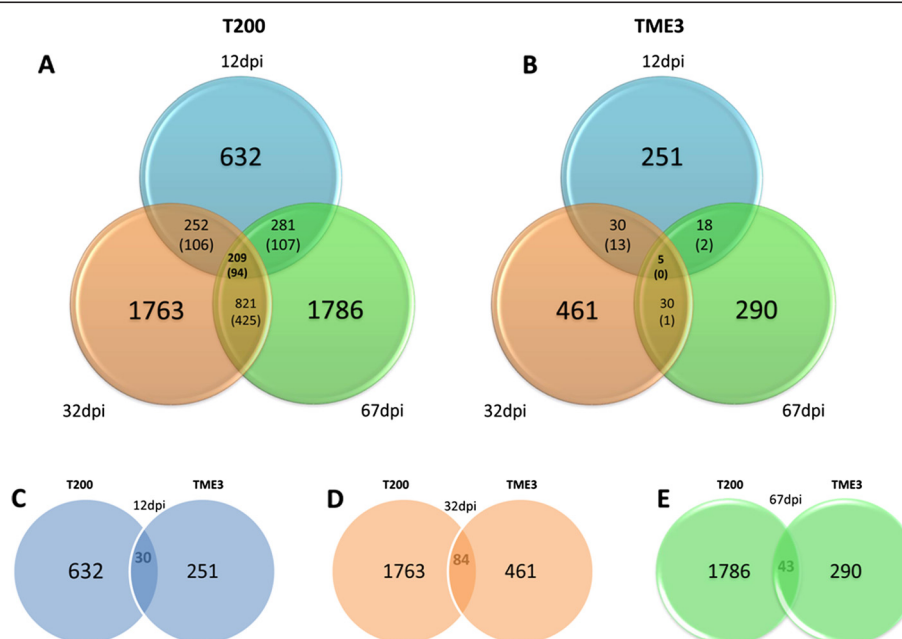 T200
TME3
A
12dpi
B
12dpi
632
251
252
(106)
281
(107)
30
(13)
18
(2)
209
(94)
5
(0)
1763
821
(425)
1786
461
30
(1)
290
32dpi
67dpi
32dpi
67dpi
C
T200
12dpi
TME3
632
30
251
D
T200
32dpi
TME3
1763
84
461
E
T200
67dpi
TME3
1786
43
290